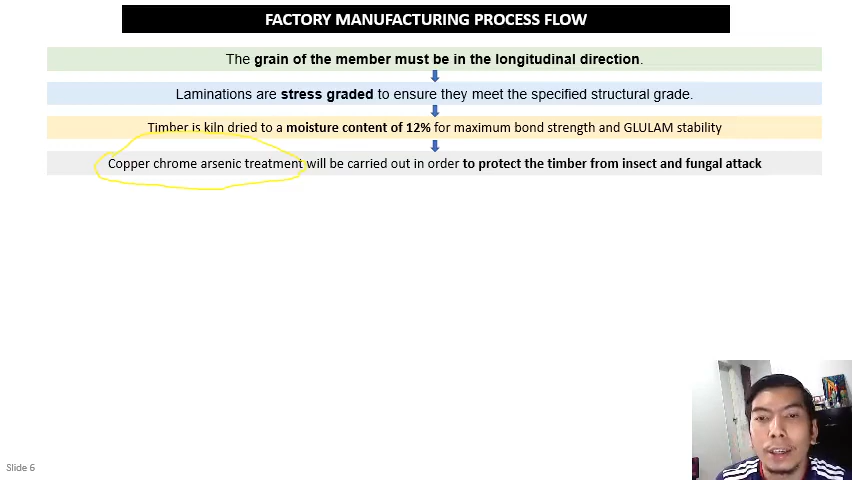 FACTORY MANUFACTURING PROCESS FLOW
The grain of the member must be in the longitudinal direction.
Laminations are stress graded to ensure they meet the specified structural grade.
Timber is kiln dried to a moisture content of 12% for maximum bond strength and GLULAM stability
Copper chrome arsenic treatment will be carried out in order to protect the timber from insect and fungal attack
Slide 6